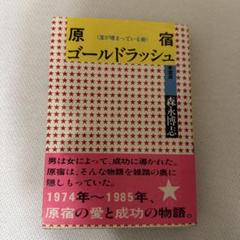 原宿
〈星が埋まっている街〉
ゴールドラッシュ
森永博志
男は女によって、成功に導かれた。
原宿は、そんな物語を雑踏の奥に
隠しもっていた。
1974年〜1985年、
原宿の愛と成功の物語。